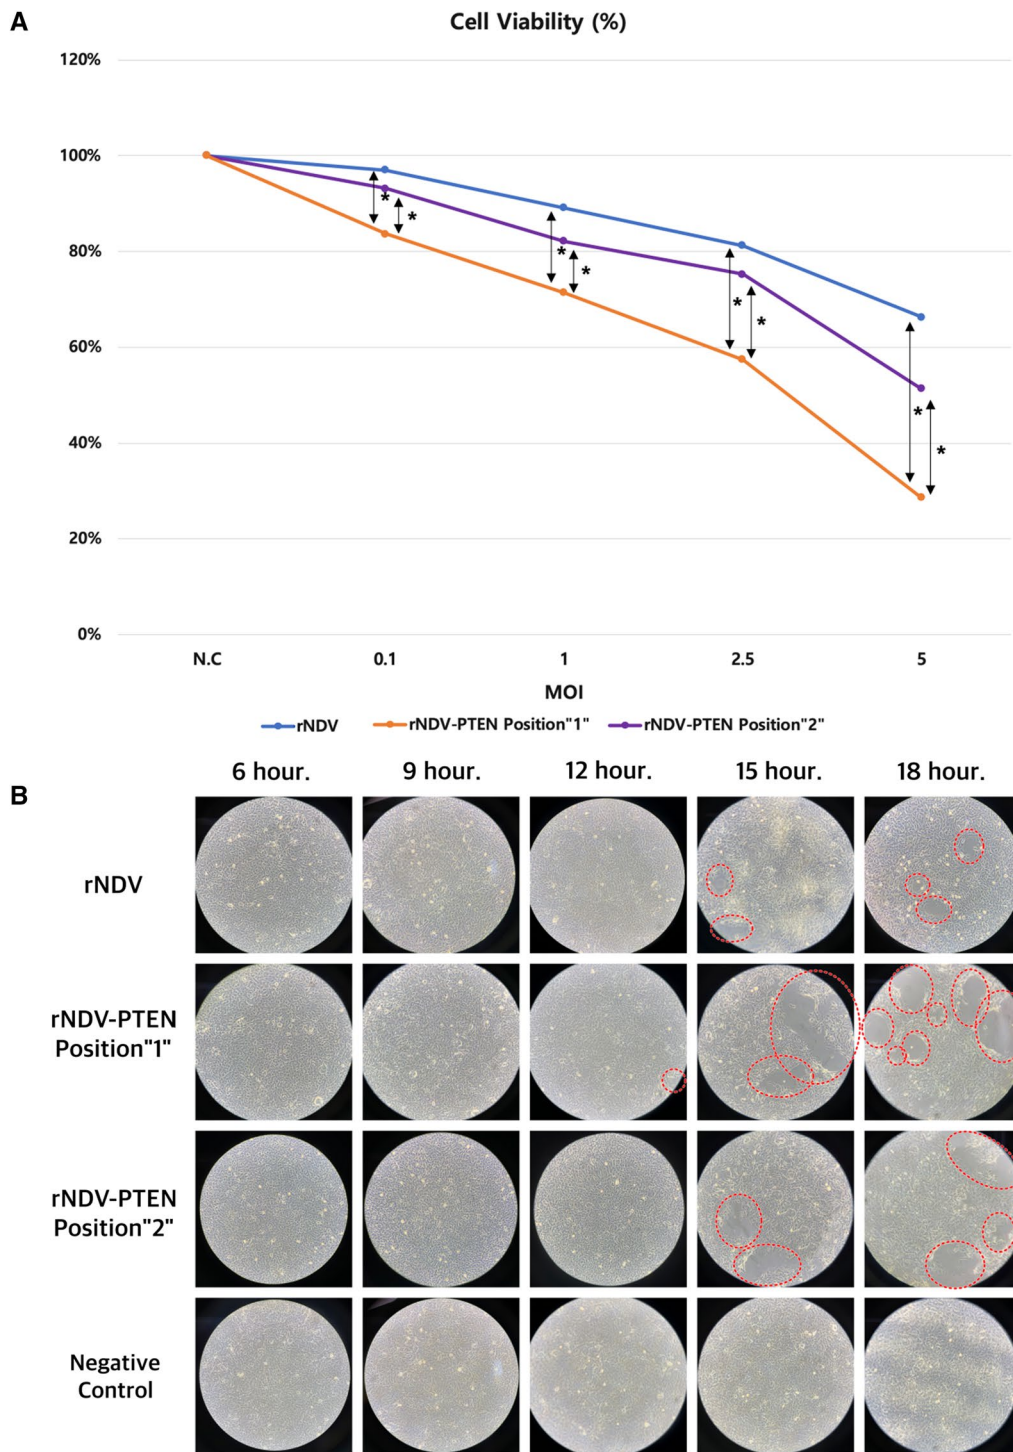 A
Cell Viability (%)
120%
100%
80%
60%
40%
20%
0%
* * * * * * * *
N.C 0.1 1 2.5 5
MOI
rNDV rNDV-PTEN Position"1" rNDV-PTEN Position"2"
B
6 hour. 9 hour. 12 hour. 15 hour. 18 hour.
rNDV
rNDV-PTEN
Position"1"
rNDV-PTEN
Position"2"
Negative
Control